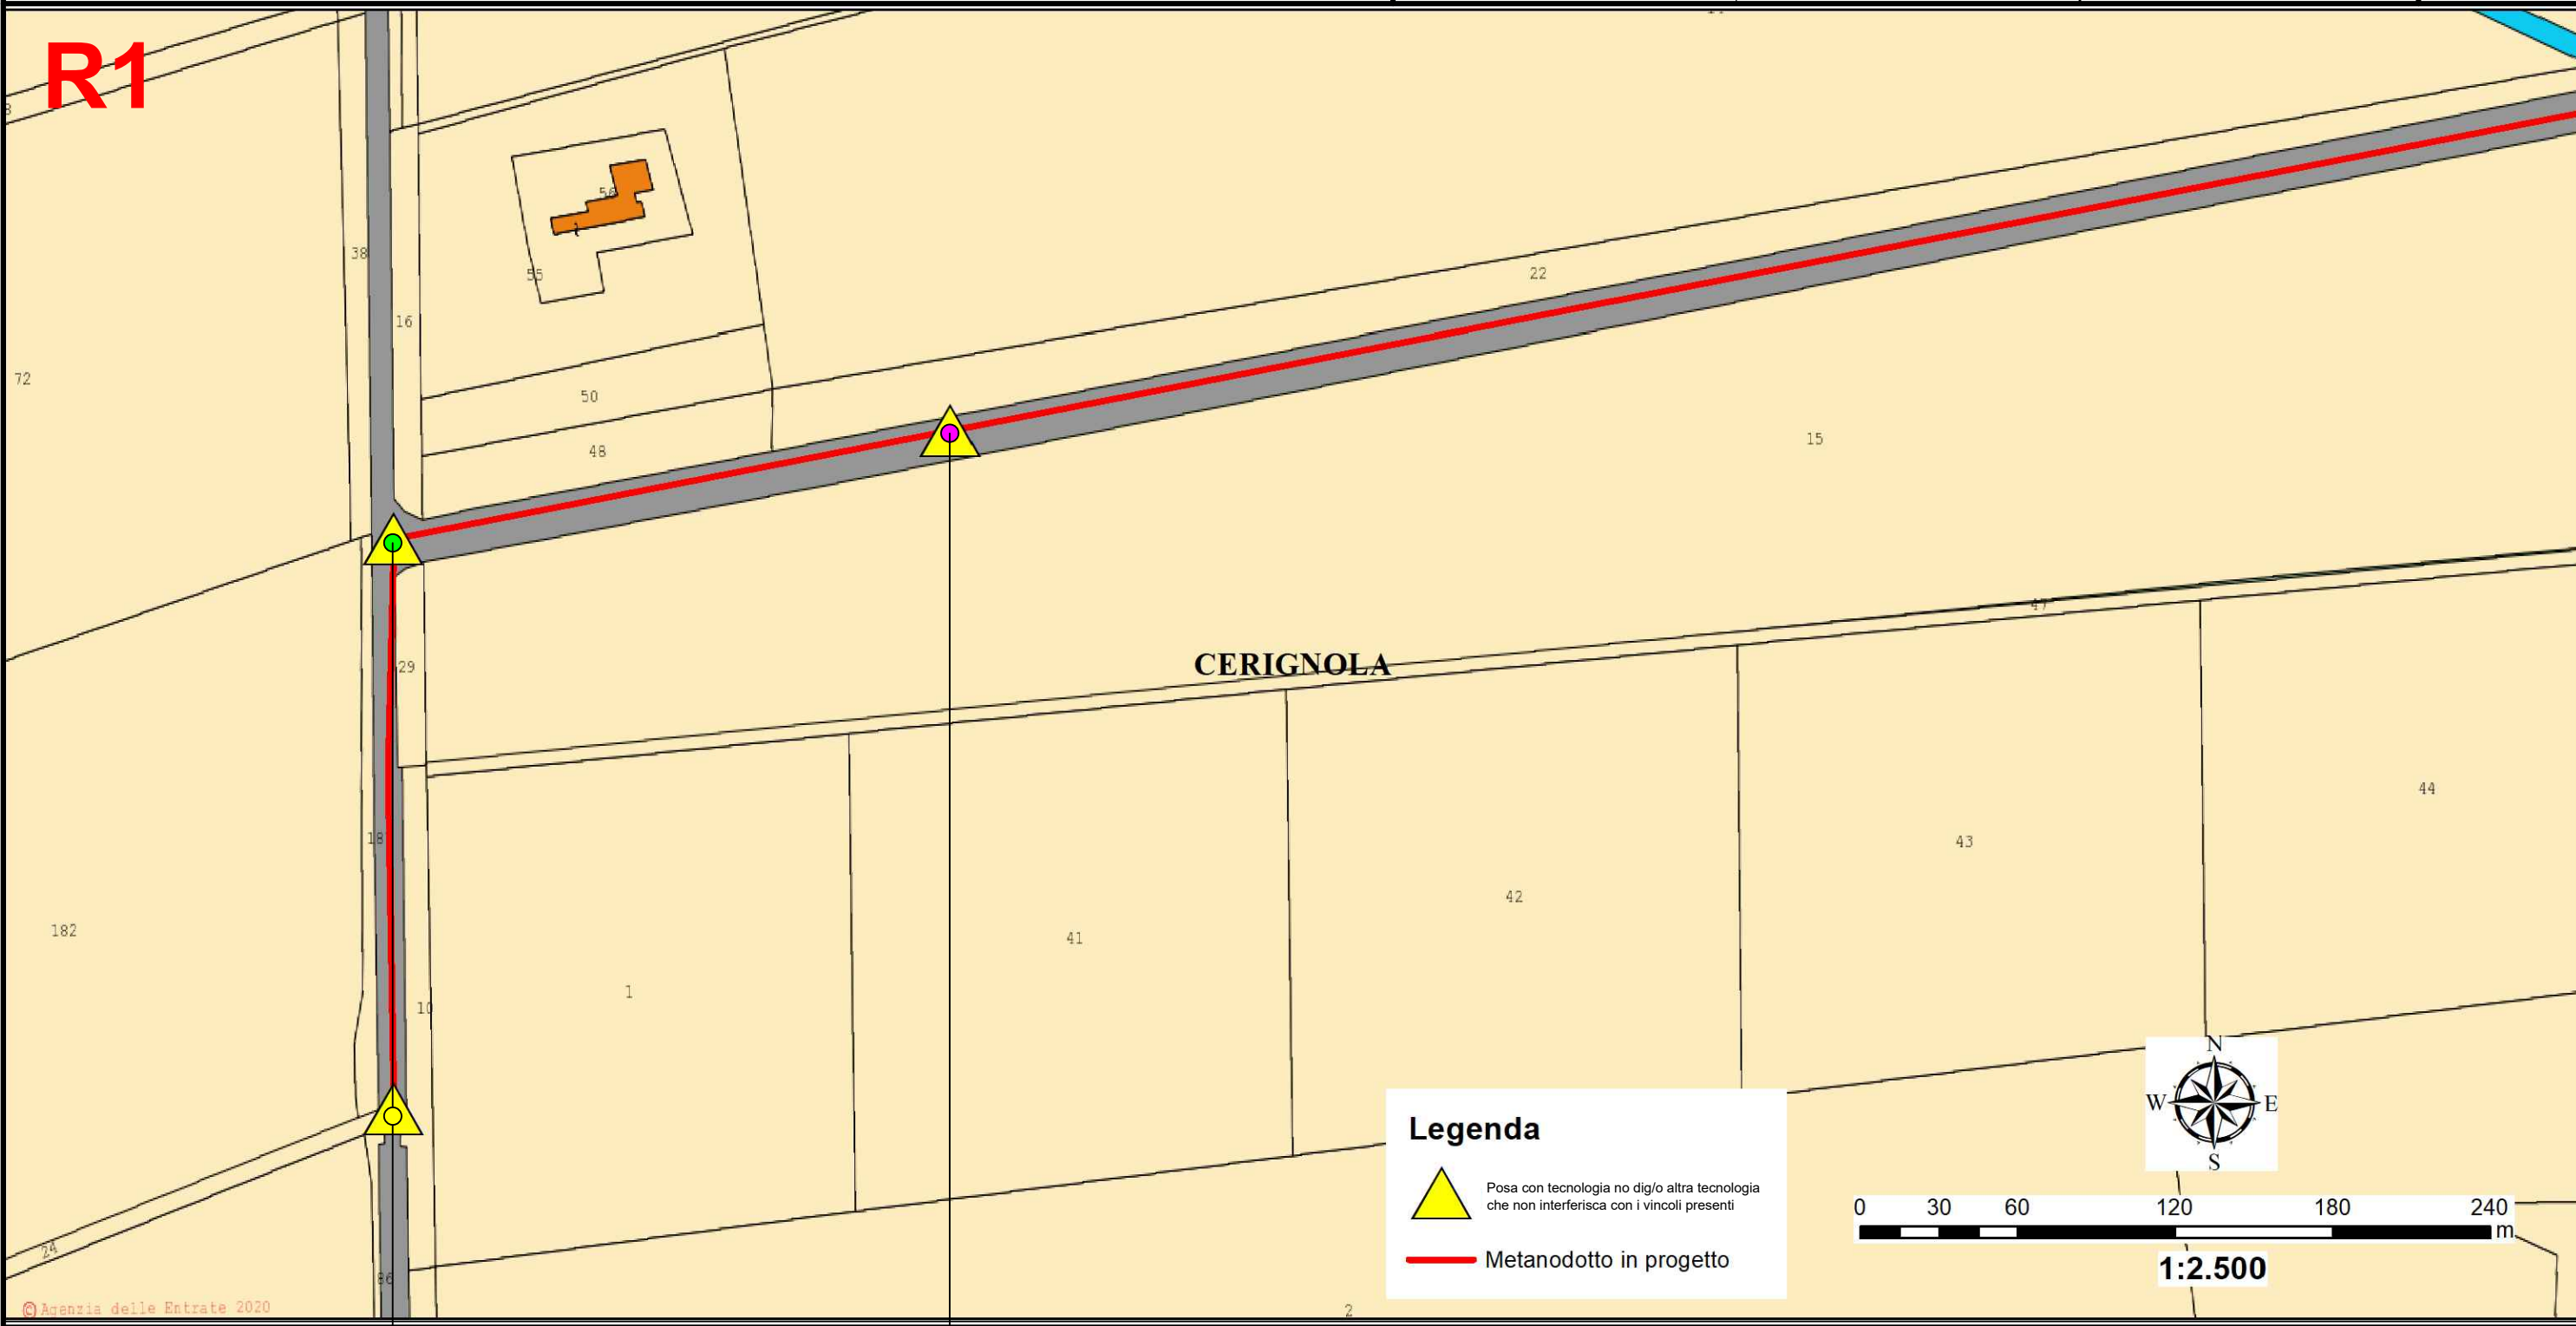 R1
56
38
55
22
16
72
50
15
48
47
CERIGNOLA
29
44
18
43
42
182
41
1
10
N
W E
S
Legenda
Posa con tecnologia no dig/o altra tecnologia
che non interferisca con i vincoli presenti
Metanodotto in progetto
0 30 60 120 180 240
m
1:2.500
24
86
© Agenzia delle Entrate 2020
2